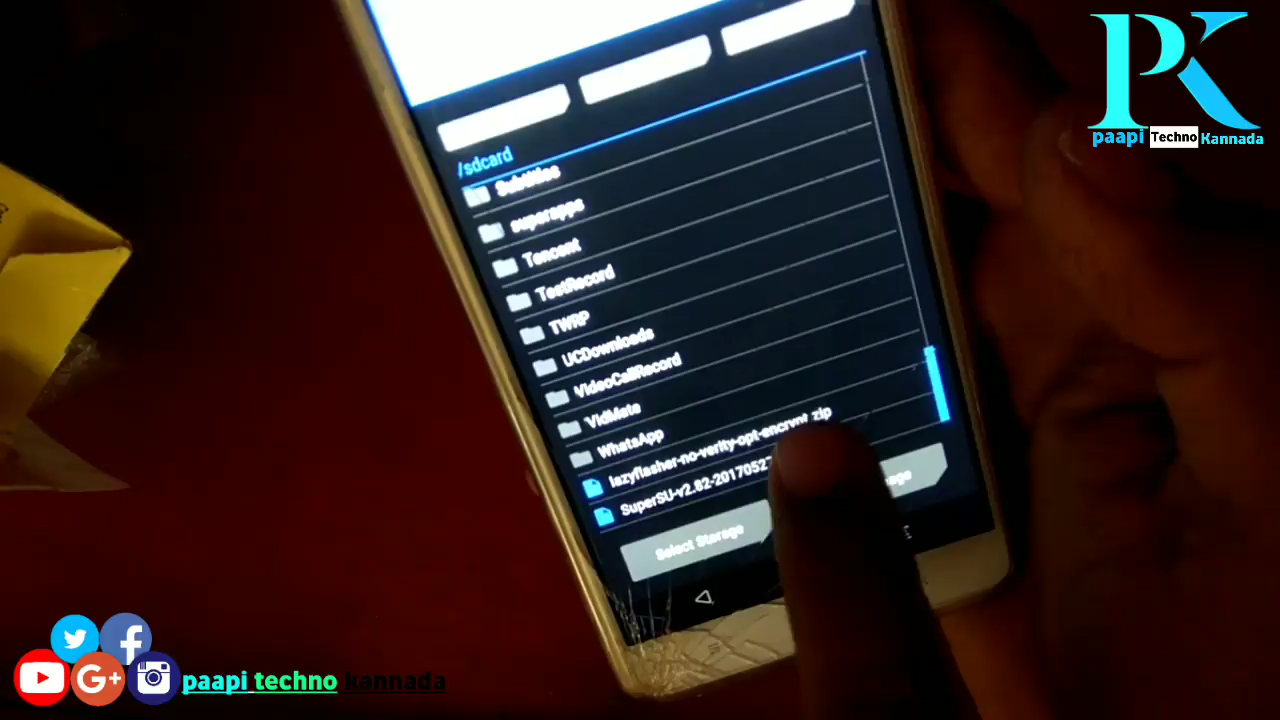 PK
paapi Techno Kannada
/sdcard
Subtitles
superapps
Tencent
TestRecord
TWRP
UCDownloads
VideoCallRecord
VidMate
WhatsApp
lazyflasher-no-verity-opt-encrypt.zip
SuperSU-v2.82-2017052
Select Storage
paapi techno kannada